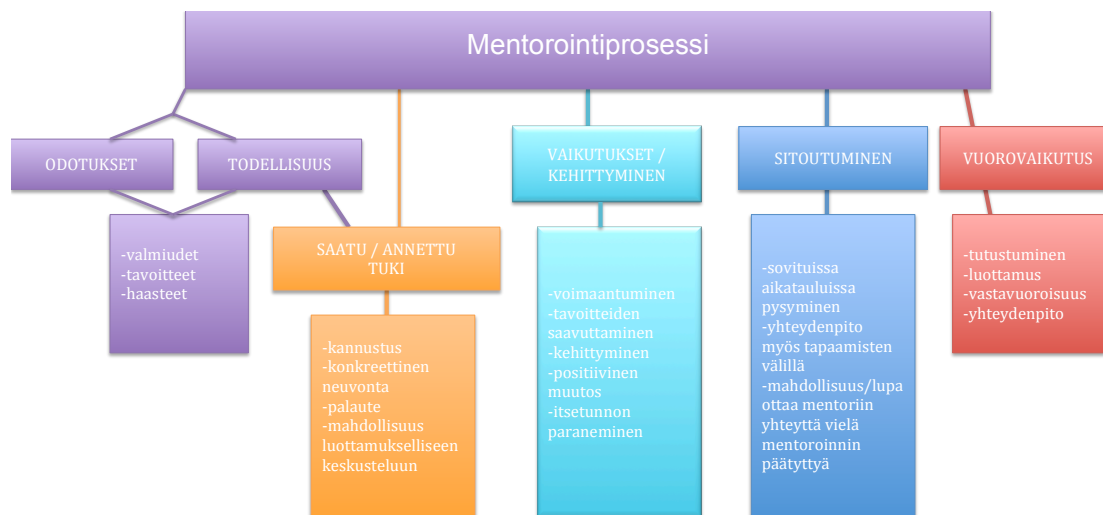 Mentorointiprosessi
ODOTUKSET
TODELLISUUS
VAIKUTUKSET /
KEHITTYMINEN
SITOUTUMINEN
VUOROVAIKUTUS
-valmiudet
-tavoitteet
-haasteet
SAATU / ANNETTU
TUKI
-kannustus
-konkreettinen
neuvonta
-palaute
-mahdollisuus
luottamukselliseen
keskusteluun
-voimaantuminen
-tavoitteiden
saavuttaminen
-kehittyminen
-positiivinen
muutos
-itsetunnon
paraneminen
-sovituissa
aikatauluissa
pysyminen
-yhteydenpito
myös tapaamisten
välillä
-mahdollisuus/lupa
ottaa mentoriin
yhteyttä vielä
mentoroinnin
päätyttyä
-tutustuminen
-luottamus
-vastavuoroisuus
-yhteydenpito